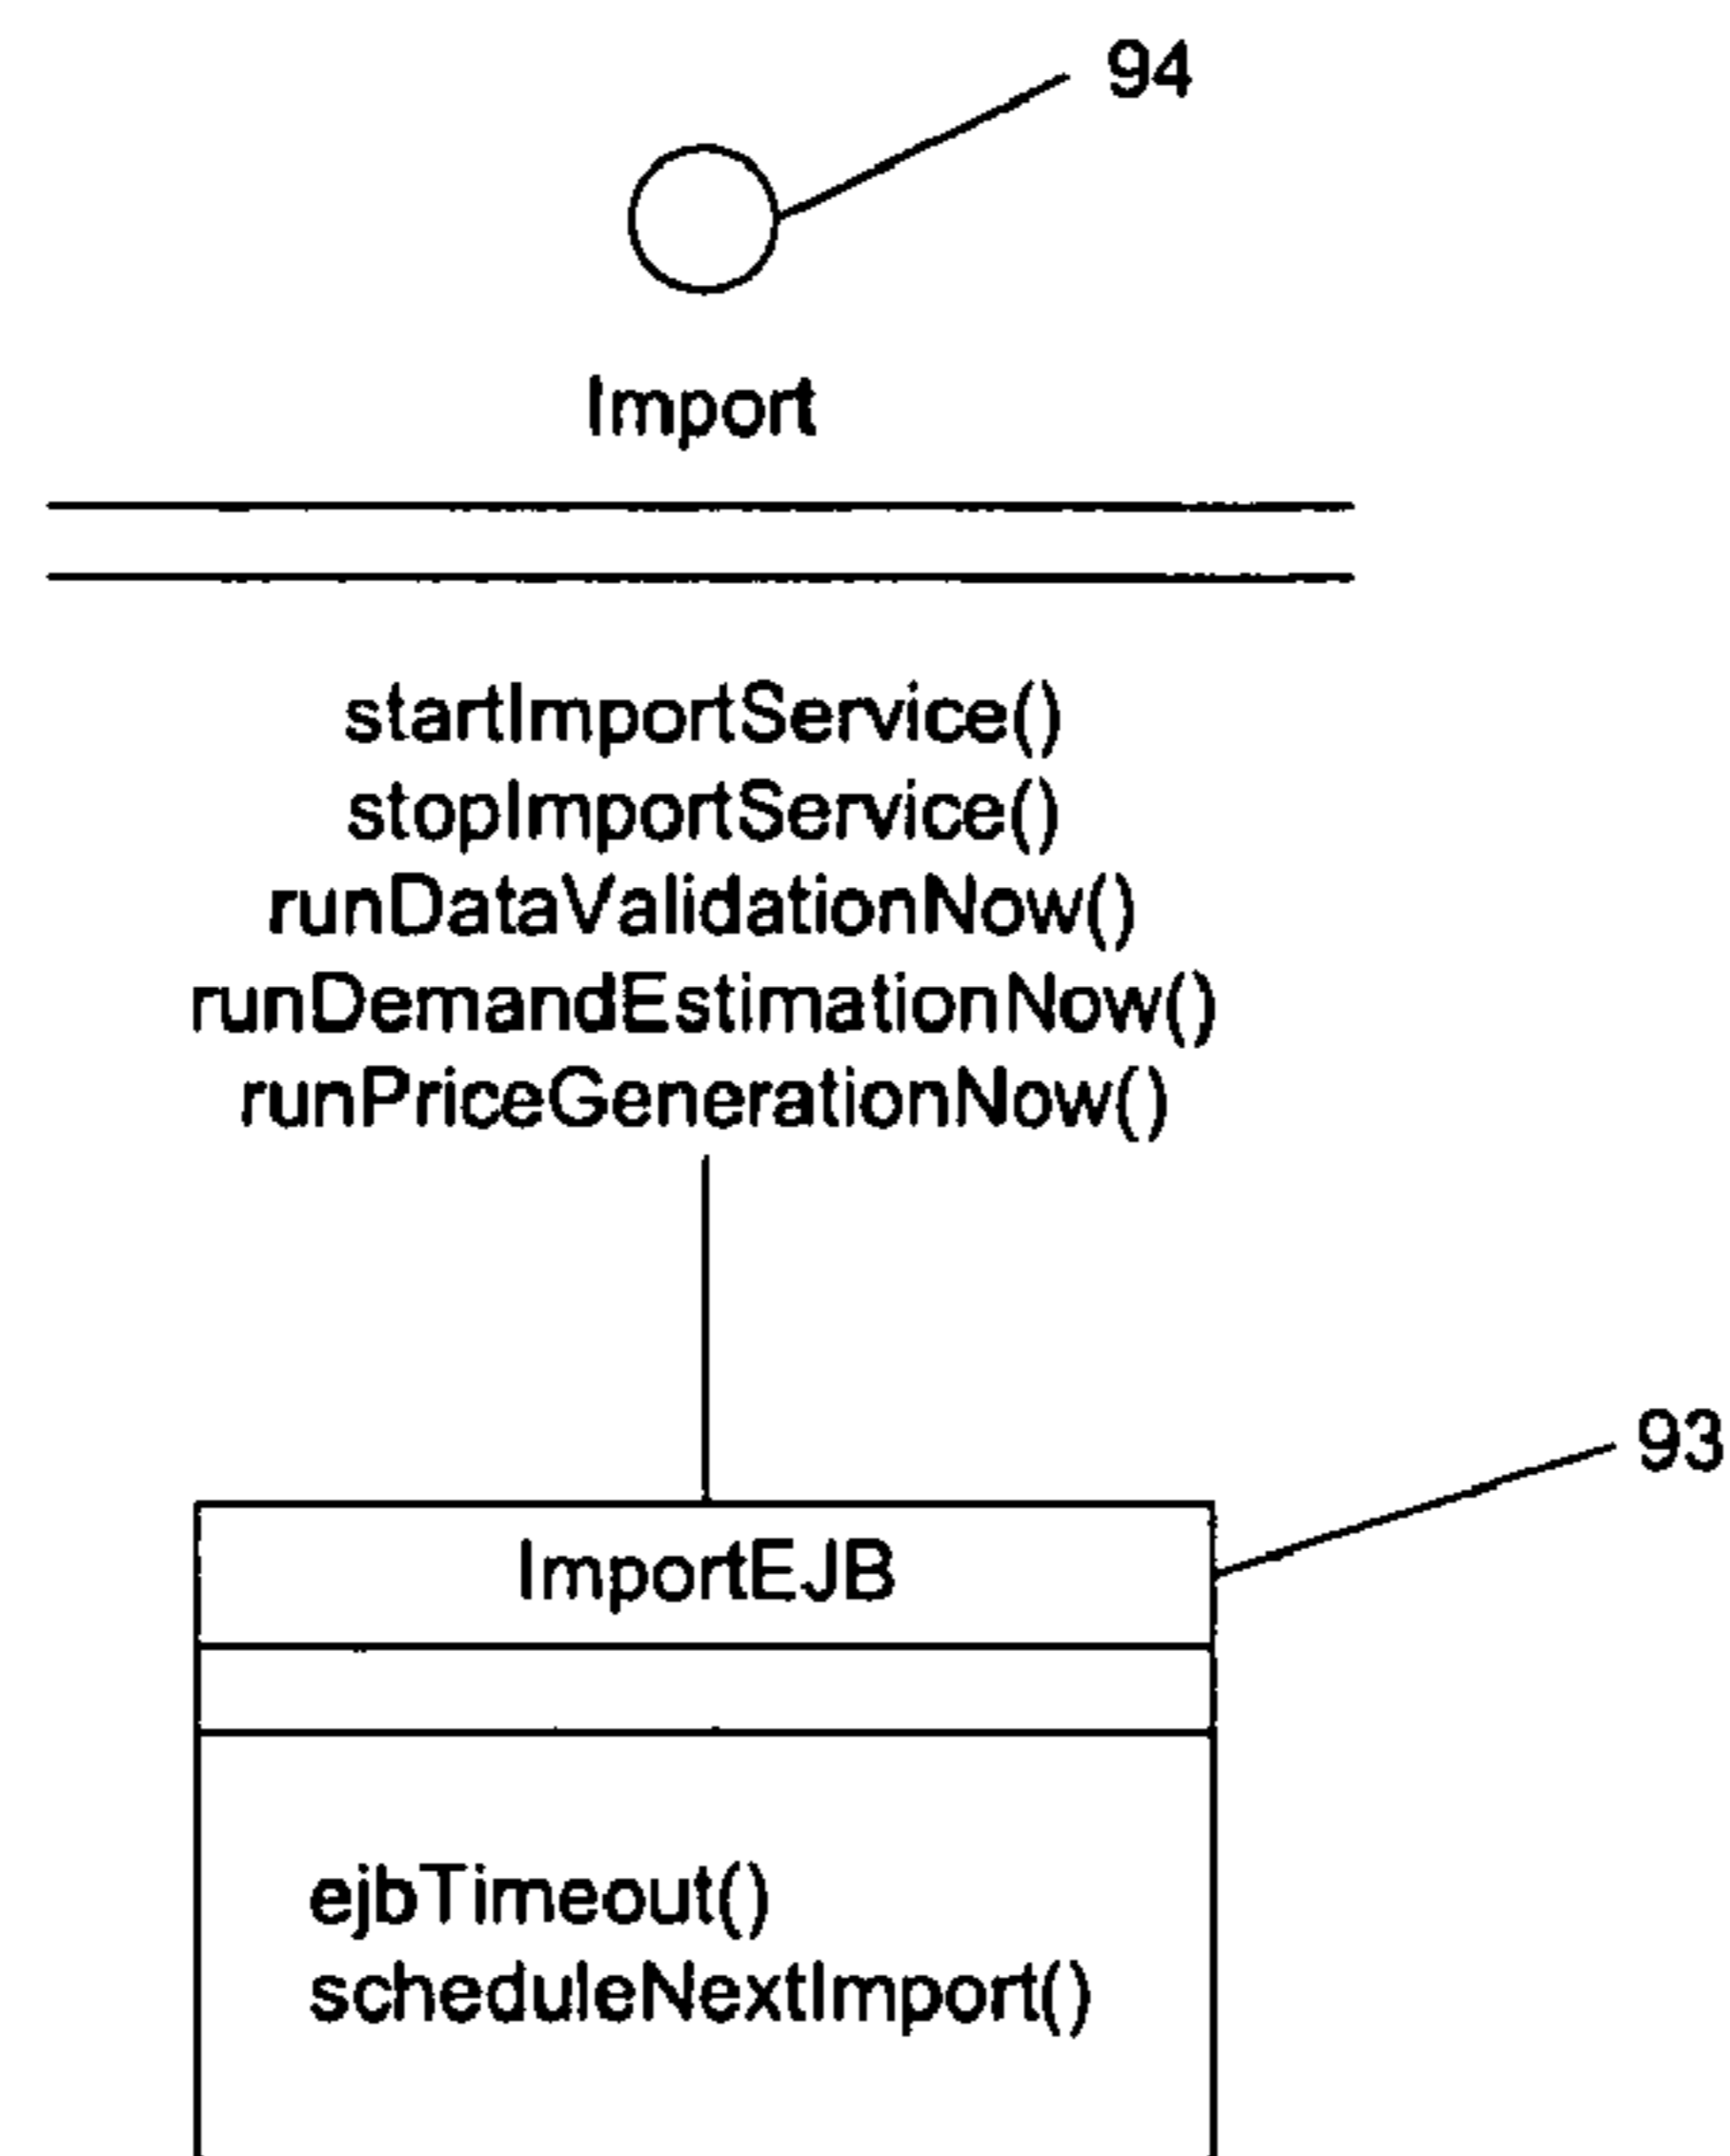 94
Import
startImportService()
stopImportService()
runDataValidationNow()
runDemandEstimationNow()
runPriceGenerationNow()
93
ImportEJB
ejbTimeout()
scheduleNextImport()